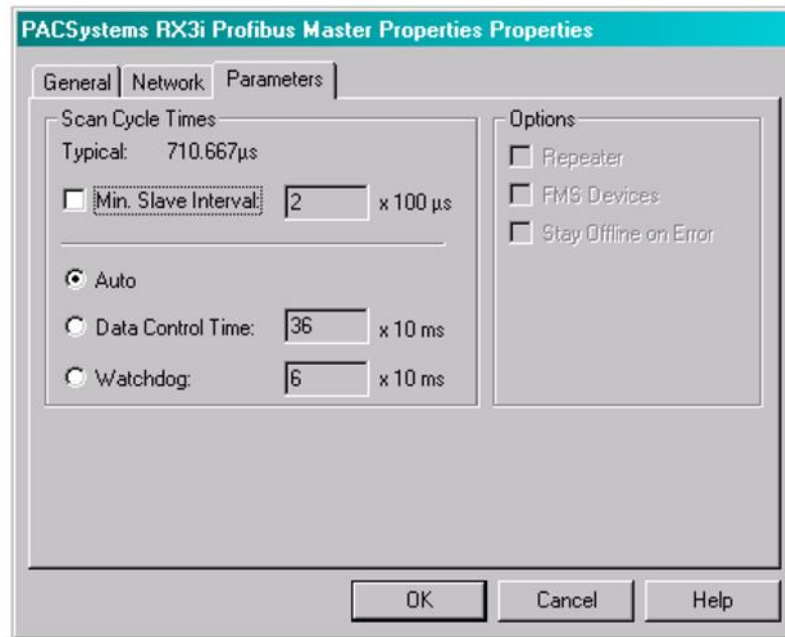 PACSystems RX3i Profibus Master Properties Properties
General Network Parameters
Scan Cycle Times
Typical: 710.667µs
Min. Slave Interval: 2 x 100 µs
Auto
Data Control Time: 36 x 10 ms
Watchdog: 6 x 10 ms
Options
Repeater
FMS Devices
Stay Offline on Error
OK Cancel Help